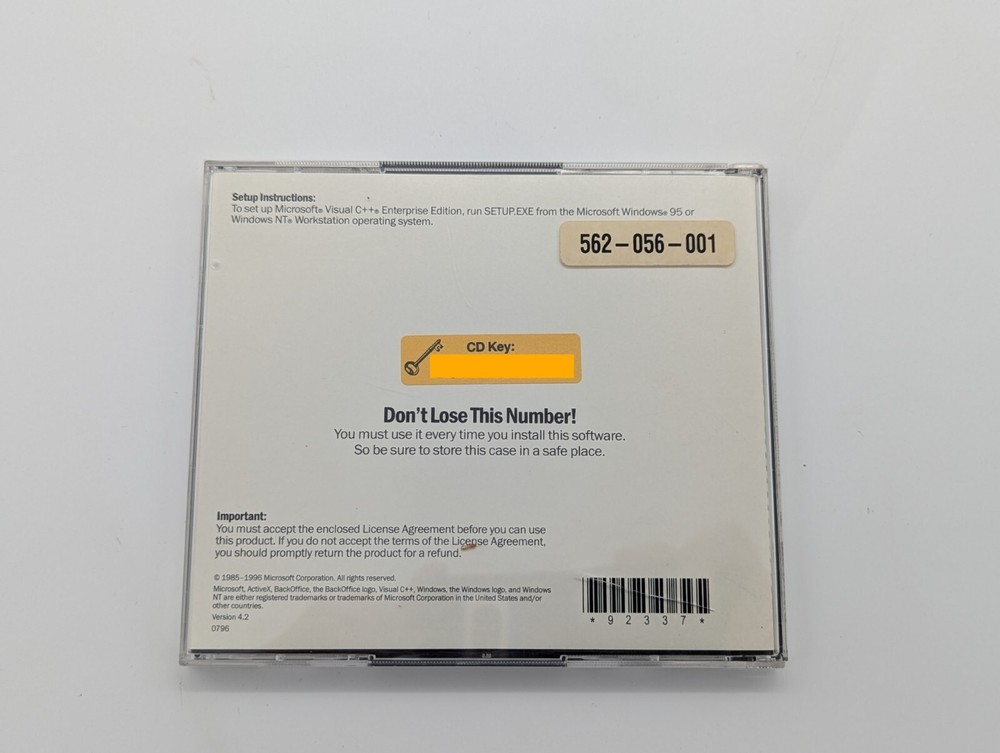 Setup Instructions:
To set up Microsoft® Visual C++® Enterprise Edition, run SETUP.EXE from the Microsoft Windows® 95 or
Windows NT® Workstation operating system.
562–056–001
CD Key:
Don't Lose This Number!
You must use it every time you install this software.
So be sure to store this case in a safe place.
Important:
You must accept the enclosed License Agreement before you can use
this product. If you do not accept the terms of the License Agreement,
you should promptly return the product for a refund.
© 1985–1996 Microsoft Corporation. All rights reserved.
Microsoft, ActiveX, BackOffice, the BackOffice logo, Visual C++, Windows, the Windows logo, and Windows
NT are either registered trademarks or trademarks of Microsoft Corporation in the United States and/or
other countries.
Version 4.2
0796
*92337*